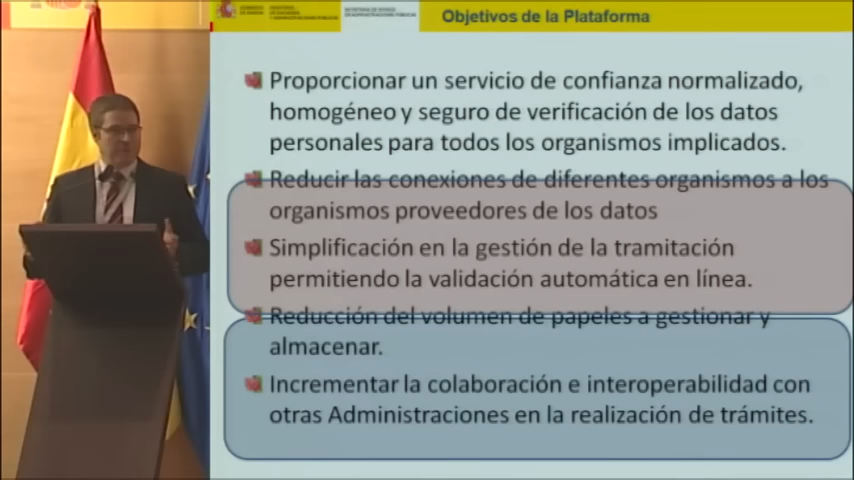 Objetivos de la Plataforma
Proporcionar un servicio de confianza normalizado,
homogéneo y seguro de verificación de los datos
personales para todos los organismos implicados.
Reducir las conexiones de diferentes organismos a los
organismos proveedores de los datos
Simplificación en la gestión de la tramitación
permitiendo la validación automática en línea.
Reducción del volumen de papeles a gestionar y
almacenar.
Incrementar la colaboración e interoperabilidad con
otras Administraciones en la realización de trámites.